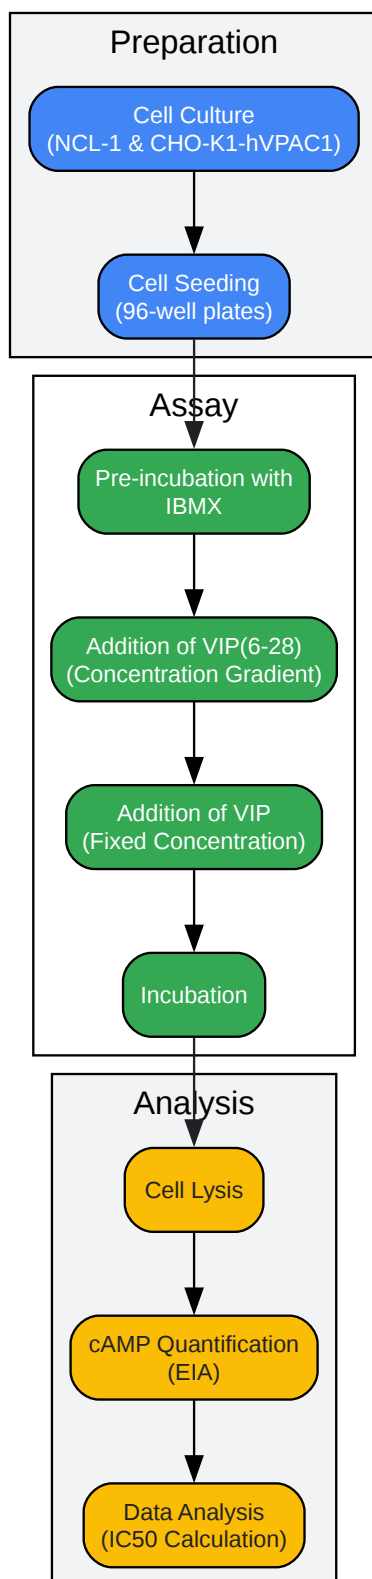 Preparation
Cell Culture
(NCL-1 & CHO-K1-hVPAC1)
Cell Seeding
(96-well plates)
Assay
Pre-incubation with
IBMX
Addition of VIP(6-28)
(Concentration Gradient)
Addition of VIP
(Fixed Concentration)
Incubation
Analysis
Cell Lysis
cAMP Quantification
(EIA)
Data Analysis
(IC50 Calculation)